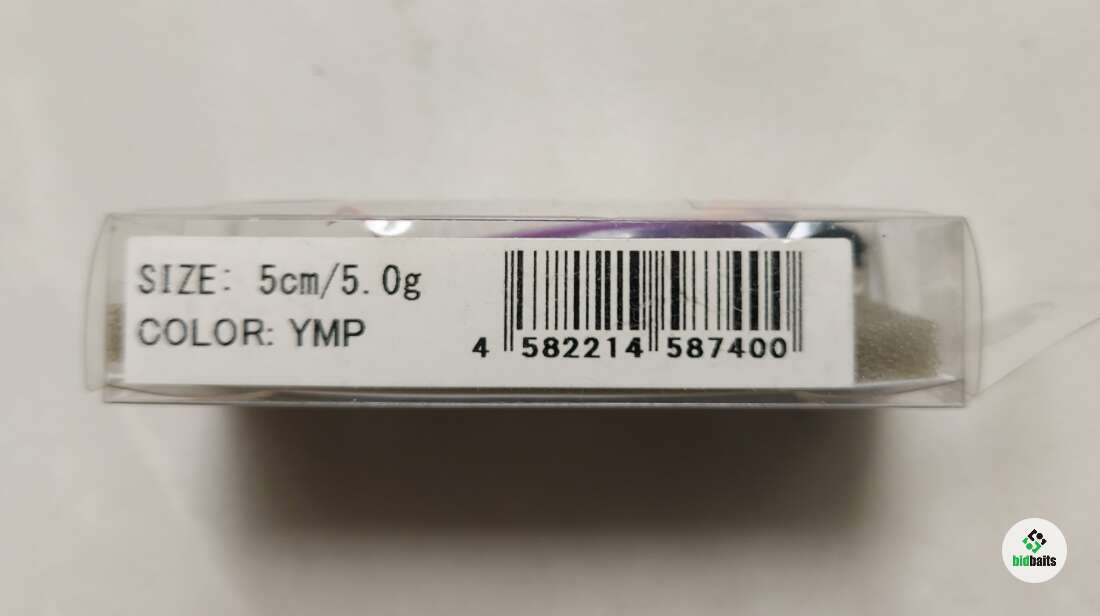 SIZE: 5cm/5.0g
COLOR: YMP
4 582214 587400
bidbaits